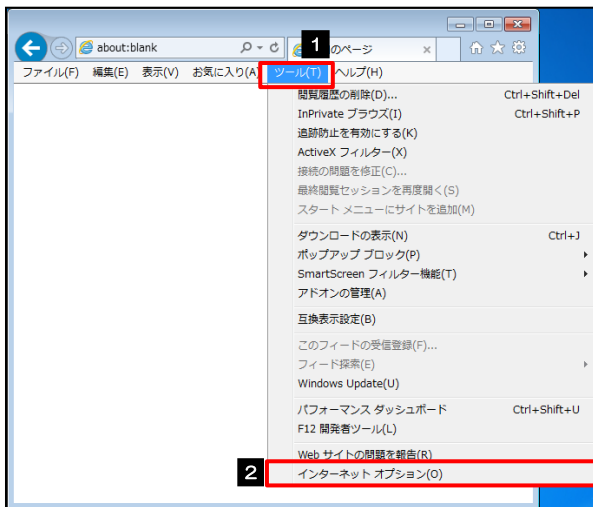 1
about:blank
のページ
ファイル(F) 編集(E) 表示(V) お気に入り(A) ツール(T) ヘルプ(H)
閲覧履歴の削除(D)... Ctrl+Shift+Del
InPrivate ブラウズ(I) Ctrl+Shift+P
追跡防止を有効にする(K)
ActiveX フィルター(X)
接続の問題を修正(C)...
最終閲覧セッションを再度開く(S)
スタート メニューにサイトを追加(M)
ダウンロードの表示(N) Ctrl+J
ポップアップ ブロック(P)
SmartScreen フィルター機能(T)
アドオンの管理(A)
互換表示設定(B)
このフィードの受信登録(F)...
フィード探索(E)
Windows Update(U)
パフォーマンス ダッシュボード Ctrl+Shift+U
F12 開発者ツール(L)
Web サイトの問題を報告(R)
2 インターネット オプション(O)